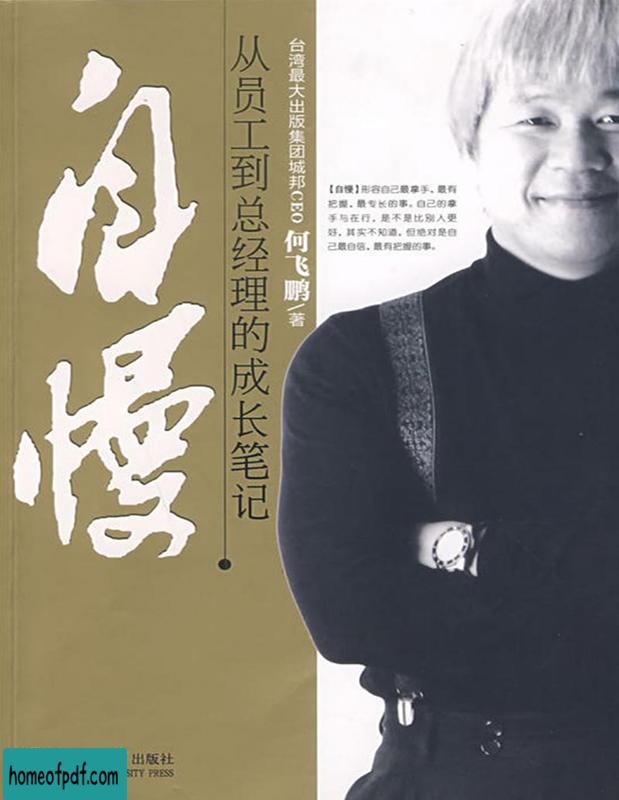 自慢
从员工到总经理的成长笔记
台湾最大出版集团城邦CEO 何飞鹏\著
【自慢】形容自己最拿手，最有
把握，最专长的事。自己的拿
手与在行，是不是比别人更
好，其实不知道，但绝对是自
己最自信，最有把握的事。
出版社
SITY PRESS
homeofpdf.com